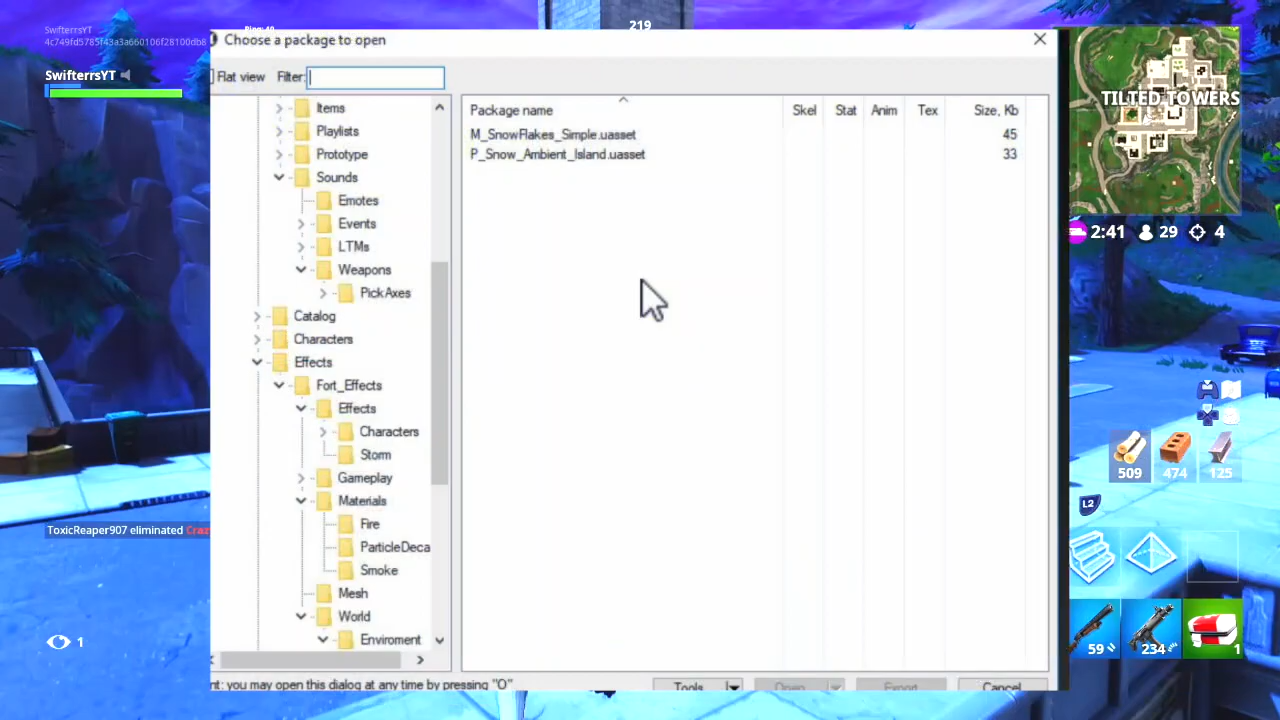 SwifterrsYT
4c749fd5785f43a3a660106f28100db8
219
Choose a package to open
SwifterrsYT
Flat view Filter:
Items
Playlists
Prototype
Sounds
Emotes
Events
LTMs
Weapons
PickAxes
Catalog
Characters
Effects
Fort_Effects
Effects
Characters
Storm
Gameplay
Materials
Fire
ParticleDeca
Smoke
Mesh
World
Enviroment
Package name Skel Stat Anim Tex Size, Kb
M_SnowFlakes_Simple.uasset 45
P_Snow_Ambient_Island.uasset 33
nt: you may open this dialog at any time by pressing "O"
Tools Open Export Cancel
TILTED TOWERS
2:41 29 4
509 474 125
L2
59 234 1
ToxicReaper907 eliminated Craz
1